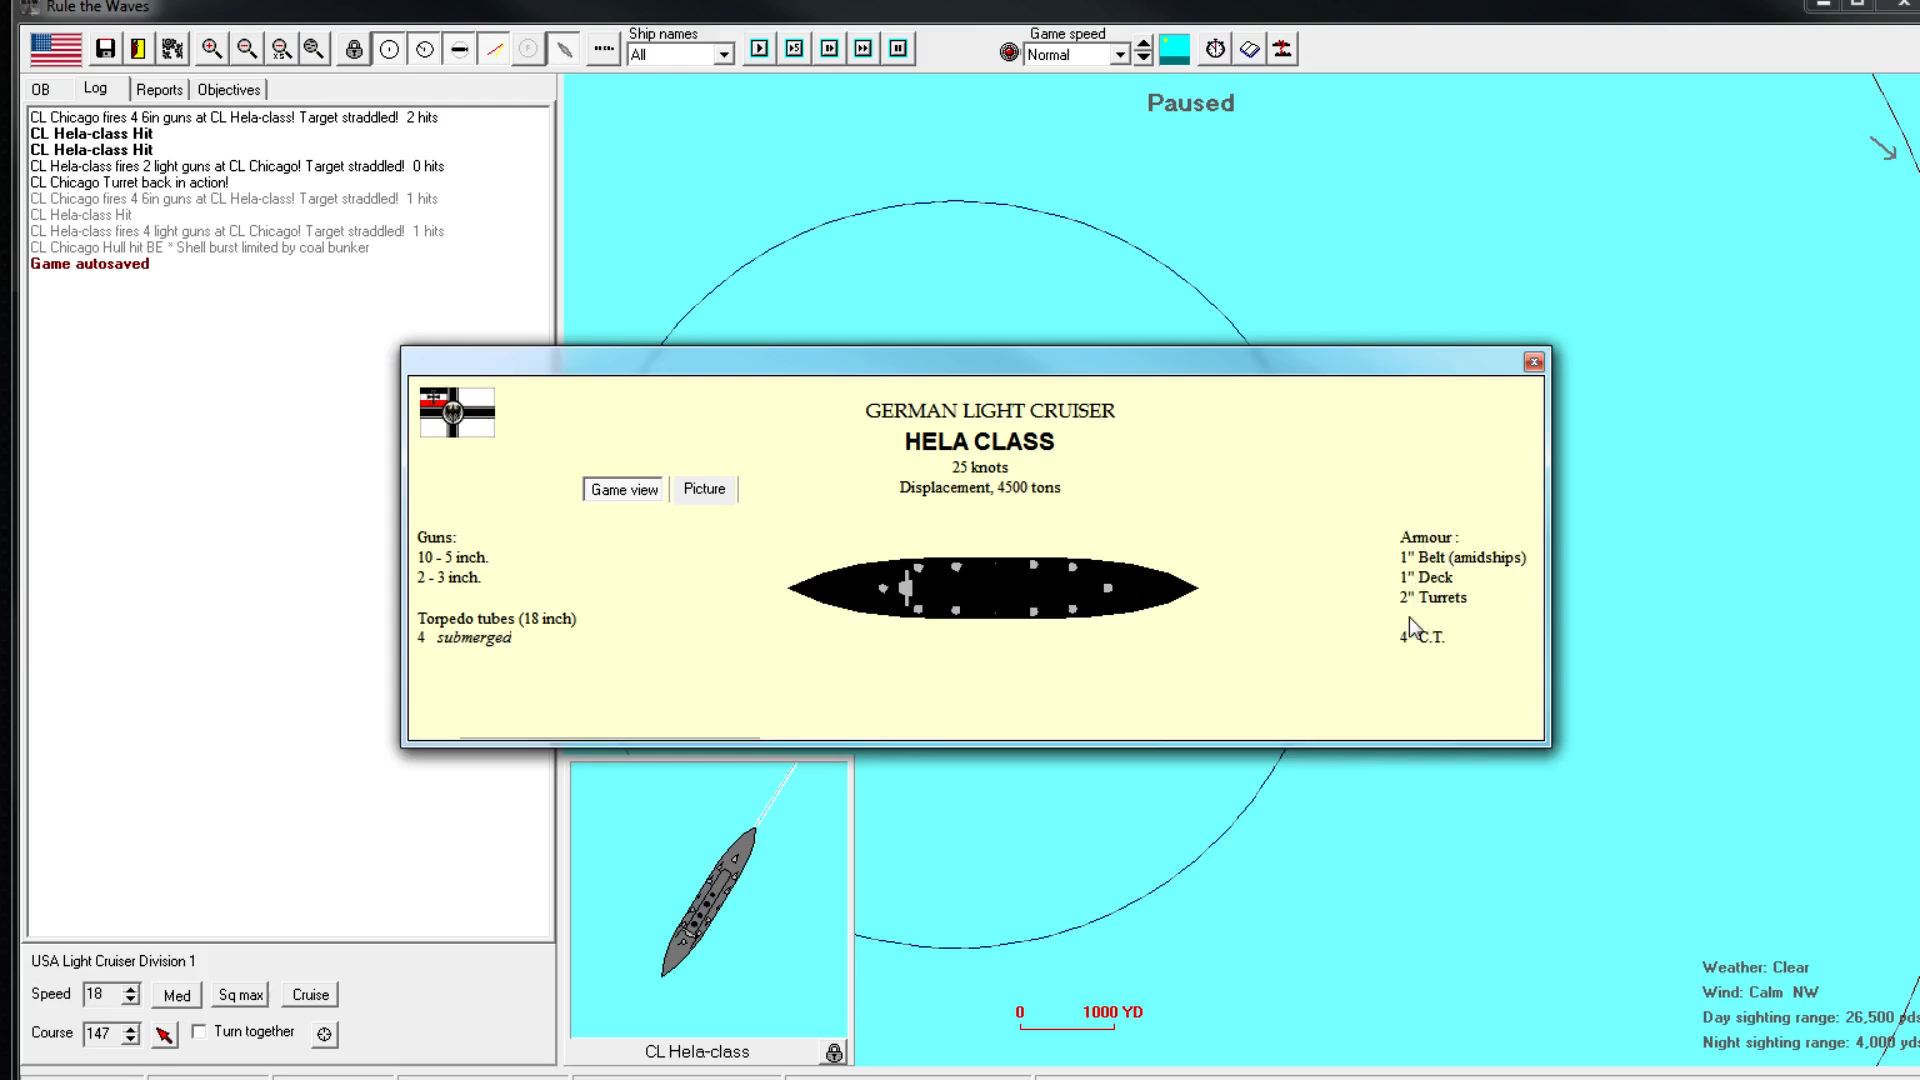 Rule the Waves
Ship names
All
Game speed
Normal
OB
Log
Reports
Objectives
CL Chicago fires 4 6in guns at CL Hela-class! Target straddled! 2 hits
CL Hela-class Hit
CL Hela-class Hit
CL Hela-class fires 2 light guns at CL Chicago! Target straddled! 0 hits
CL Chicago Turret back in action!
CL Chicago fires 4 6in guns at CL Hela-class! Target straddled! 1 hits
CL Hela-class Hit
CL Hela-class fires 4 light guns at CL Chicago! Target straddled! 1 hits
CL Chicago Hull hit BE * Shell burst limited by coal bunker
Game autosaved
Paused
GERMAN LIGHT CRUISER
HELA CLASS
25 knots
Displacement, 4500 tons
Game view
Picture
Guns:
10 - 5 inch.
2 - 3 inch.
Torpedo tubes (18 inch)
4 submerged
Armour :
1" Belt (amidships)
1" Deck
2" Turrets
4" C.T.
USA Light Cruiser Division 1
Speed 18 Med Sq max Cruise
Course 147 Turn together
CL Hela-class
0 1000 YD
Weather: Clear
Wind: Calm NW
Day sighting range: 26,500 yds
Night sighting range: 4,000 yds